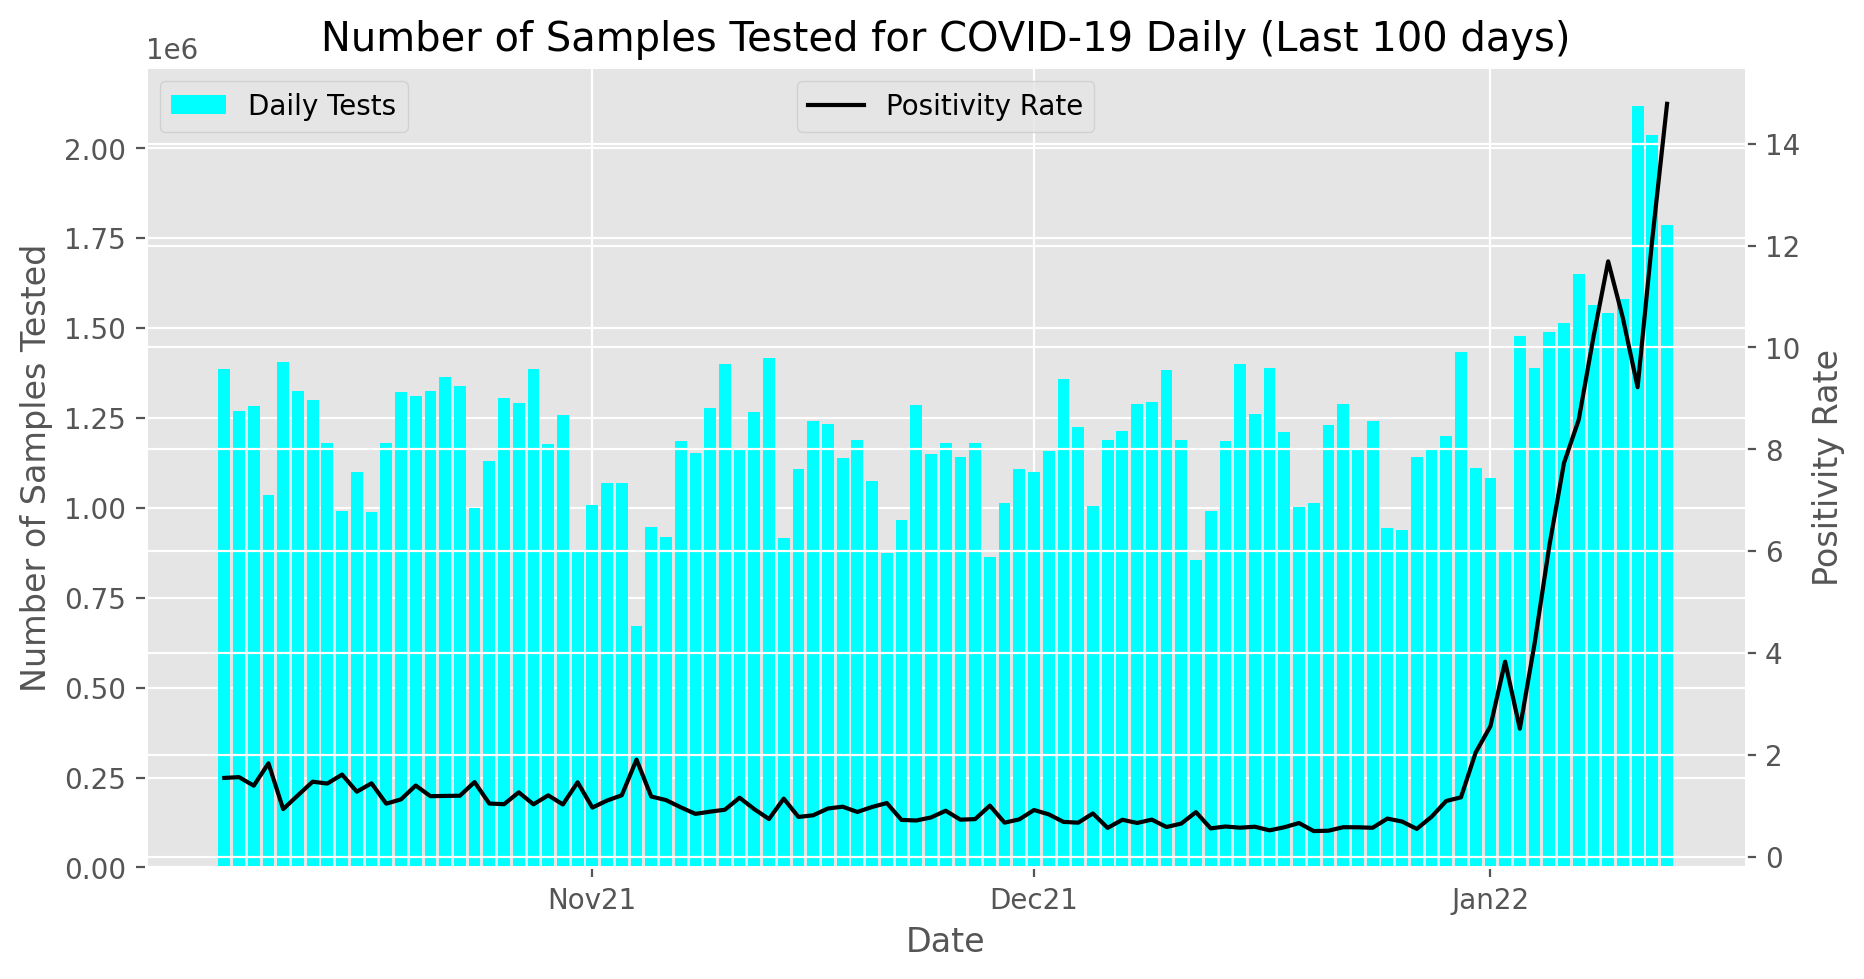 Number of Samples Tested for COVID-19 Daily (Last 100 days)
1e6
Daily Tests
Positivity Rate
2.00
1.75
1.50
1.25
1.00
0.75
0.50
0.25
0.00
Number of Samples Tested
14
12
10
8
6
4
2
0
Positivity Rate
Nov21 Dec21 Jan22
Date